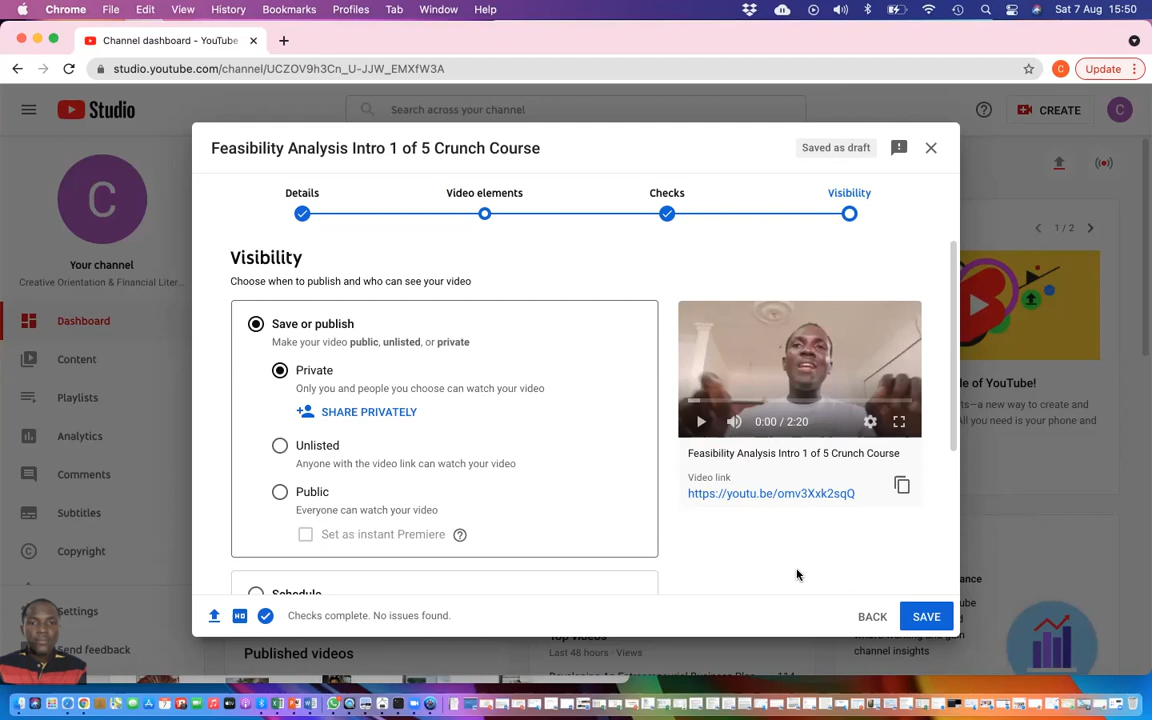 Chrome File Edit View History Bookmarks Profiles Tab Window Help Sat 7 Aug 15:50
Channel dashboard - YouTube
studio.youtube.com/channel/UCZOV9h3Cn_U-JJW_EMXfW3A C Update
Studio Search across your channel CREATE C
Feasibility Analysis Intro 1 of 5 Crunch Course Saved as draft
Details Video elements Checks Visibility
C
Your channel
Creative Orientation & Financial Liter...
Dashboard
Content
Playlists
Analytics
Comments
Subtitles
Copyright
Settings
Send feedback
Visibility
Choose when to publish and who can see your video
Save or publish
Make your video public, unlisted, or private
Private
Only you and people you choose can watch your video
SHARE PRIVATELY
Unlisted
Anyone with the video link can watch your video
Public
Everyone can watch your video
Set as instant Premiere
Schedule
0:00 / 2:20
Feasibility Analysis Intro 1 of 5 Crunch Course
Video link
https://youtu.be/omv3Xxk2sqQ
HD Checks complete. No issues found. BACK SAVE
1 / 2
of YouTube!
new way to create and
All you need is your phone and
channel insights
Published videos
Top videos
Last 48 hours · Views